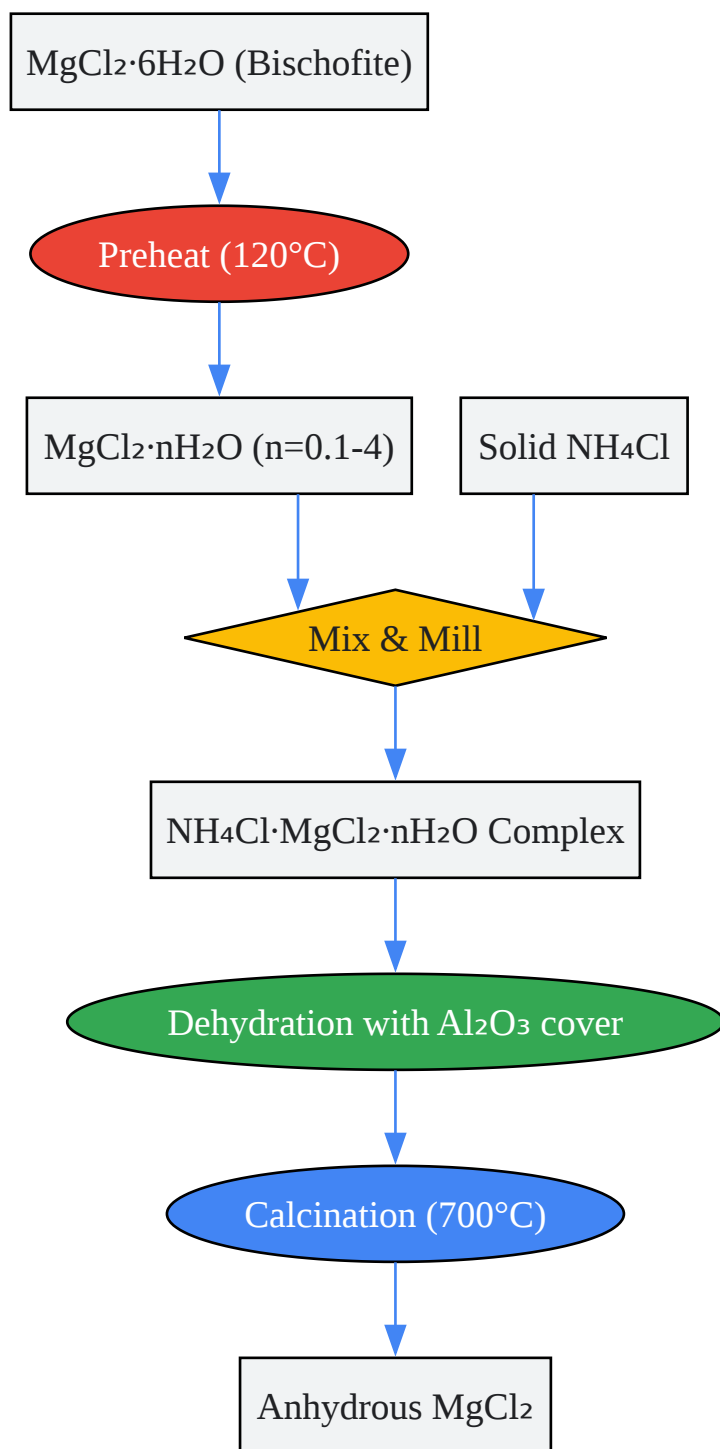 MgCl₂·6H₂O (Bischofite)
Preheat (120°C)
MgCl₂·nH₂O (n=0.1-4)
Solid NH₄Cl
Mix & Mill
NH₄Cl·MgCl₂·nH₂O Complex
Dehydration with Al₂O₃ cover
Calcination (700°C)
Anhydrous MgCl₂